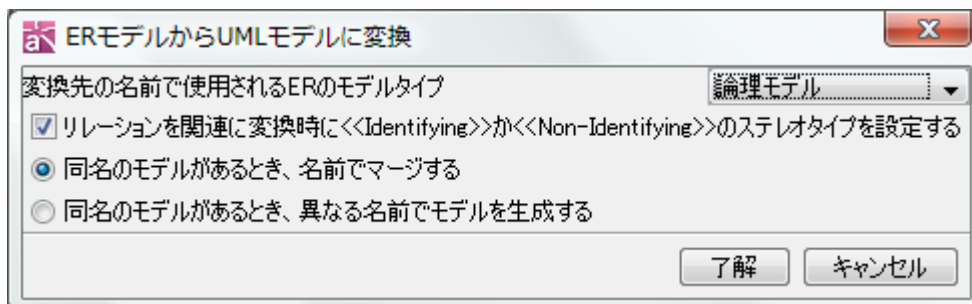 ERモデルからUMLモデルに変換
変換先の名前で使用されるERのモデルタイプ 論理モデル
リレーションを関連に変換時に<<Identifying>>か<<Non-Identifying>>のステレオタイプを設定する
同名のモデルがあるとき、名前でマージする
同名のモデルがあるとき、異なる名前でモデルを生成する
了解 キャンセル